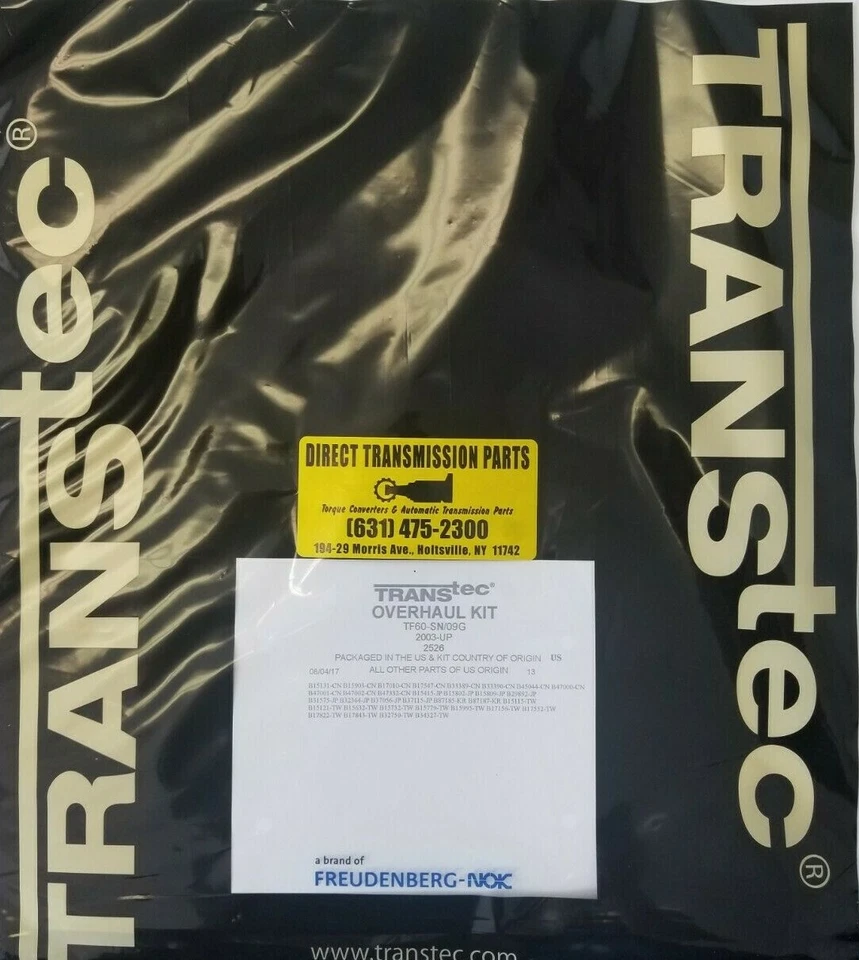 TRANStec®
TRANStec®
DIRECT TRANSMISSION PARTS
Torque Converters & Automatic Transmission Parts
(631) 475-2300
194-29 Morris Ave., Holtsville, NY 11742
TRANStec®
OVERHAUL KIT
TF60-SN/09G
2003-UP
2526
PACKAGED IN THE US & KIT COUNTRY OF ORIGIN US
08/04/17 ALL OTHER PARTS OF US ORIGIN 13
a brand of
FREUDENBERG-NOK
www.transtec.com